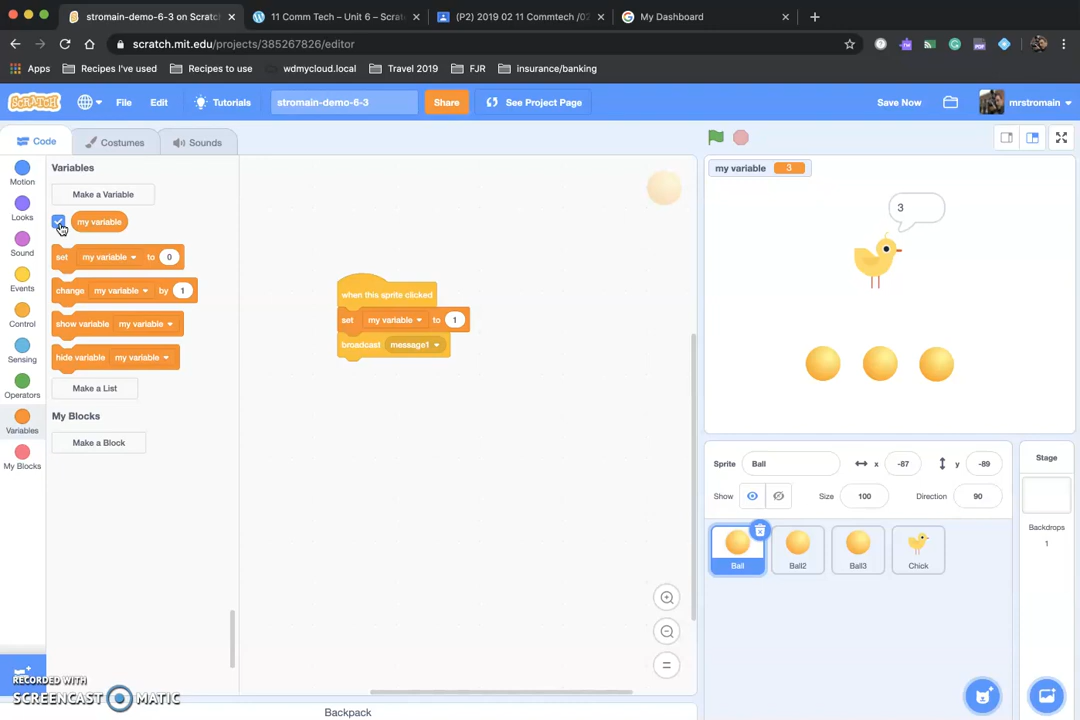 stromain-demo-6-3 on Scratc
11 Comm Tech – Unit 6 – Scratc
(P2) 2019 02 11 Commtech /02
My Dashboard
scratch.mit.edu/projects/385267826/editor
Apps
Recipes I've used
Recipes to use
wdmycloud.local
Travel 2019
FJR
insurance/banking
SCRATCH
File
Edit
Tutorials
stromain-demo-6-3
Share
See Project Page
Save Now
mrstromain
Code
Costumes
Sounds
Motion
Looks
Sound
Events
Control
Sensing
Operators
Variables
My Blocks
Variables
Make a Variable
my variable
set my variable to 0
change my variable by 1
show variable my variable
hide variable my variable
Make a List
My Blocks
Make a Block
when this sprite clicked
set my variable to 1
broadcast message1
my variable 3
3
Sprite Ball x -87 y -89
Show Size 100 Direction 90
Ball
Ball2
Ball3
Chick
Stage
Backdrops
1
Backpack
RECORDED WITH
SCREENCAST MATIC